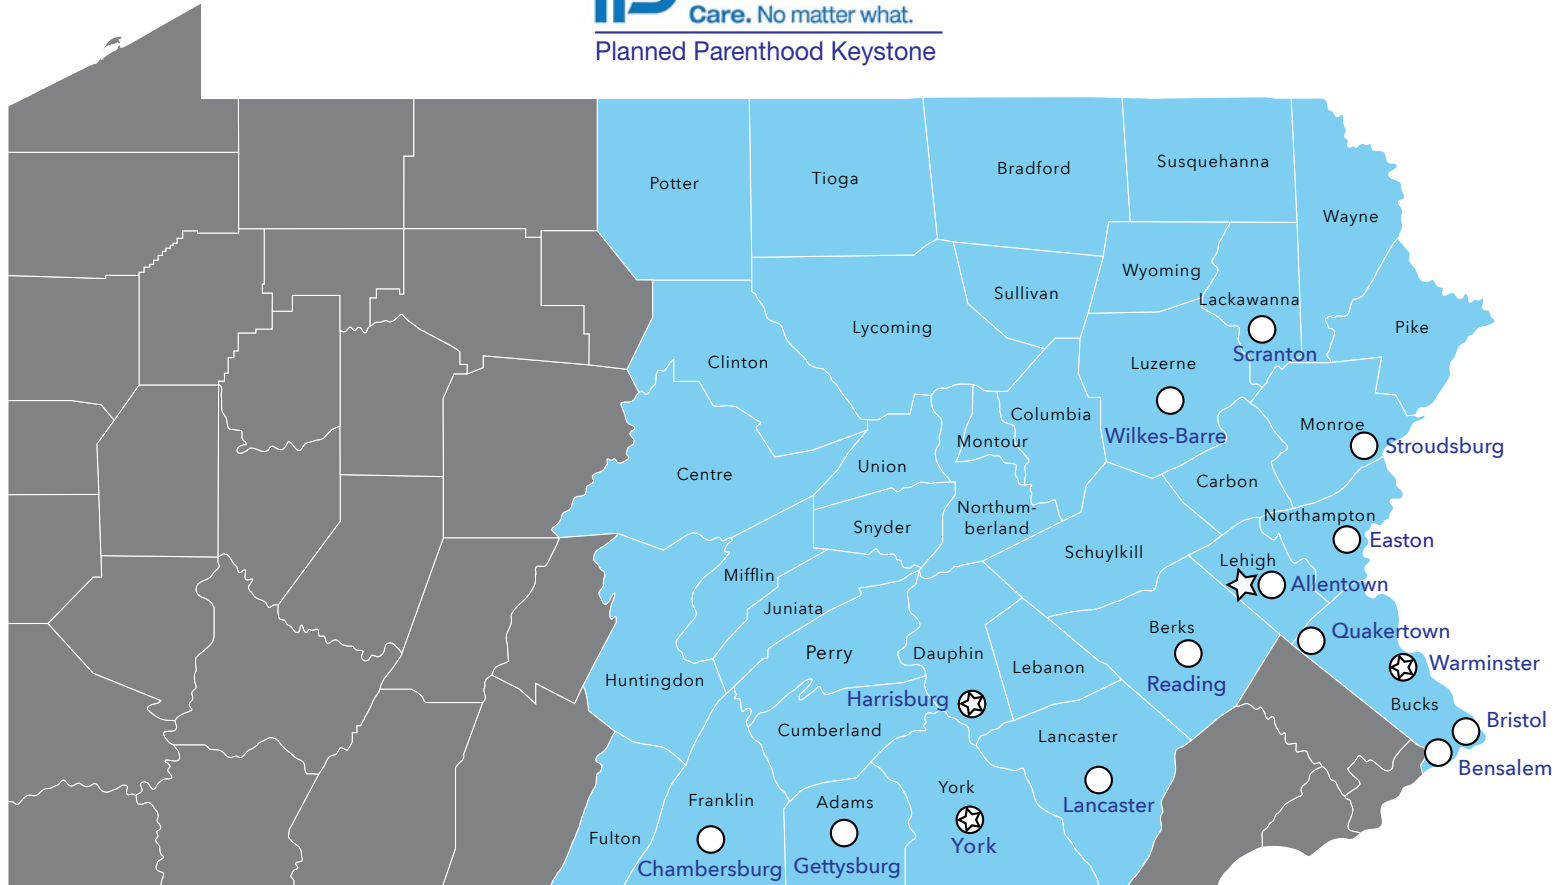 Care. No matter what.
Planned Parenthood Keystone
Potter
Tioga
Bradford
Susquehanna
Wayne
Wyoming
Lackawanna
Sullivan
Lycoming
Pike
Scranton
Clinton
Luzerne
Columbia
Wilkes-Barre
Montour
Monroe
Stroudsburg
Union
Centre
Carbon
Northum-
berland
Northampton
Snyder
Easton
Schuylkill
Lehigh
Mifflin
Allentown
Juniata
Berks
Quakertown
Perry
Dauphin
Lebanon
Warminster
Huntingdon
Reading
Harrisburg
Bucks
Bristol
Cumberland
Lancaster
Bensalem
York
Franklin
Adams
Lancaster
Fulton
York
Chambersburg
Gettysburg